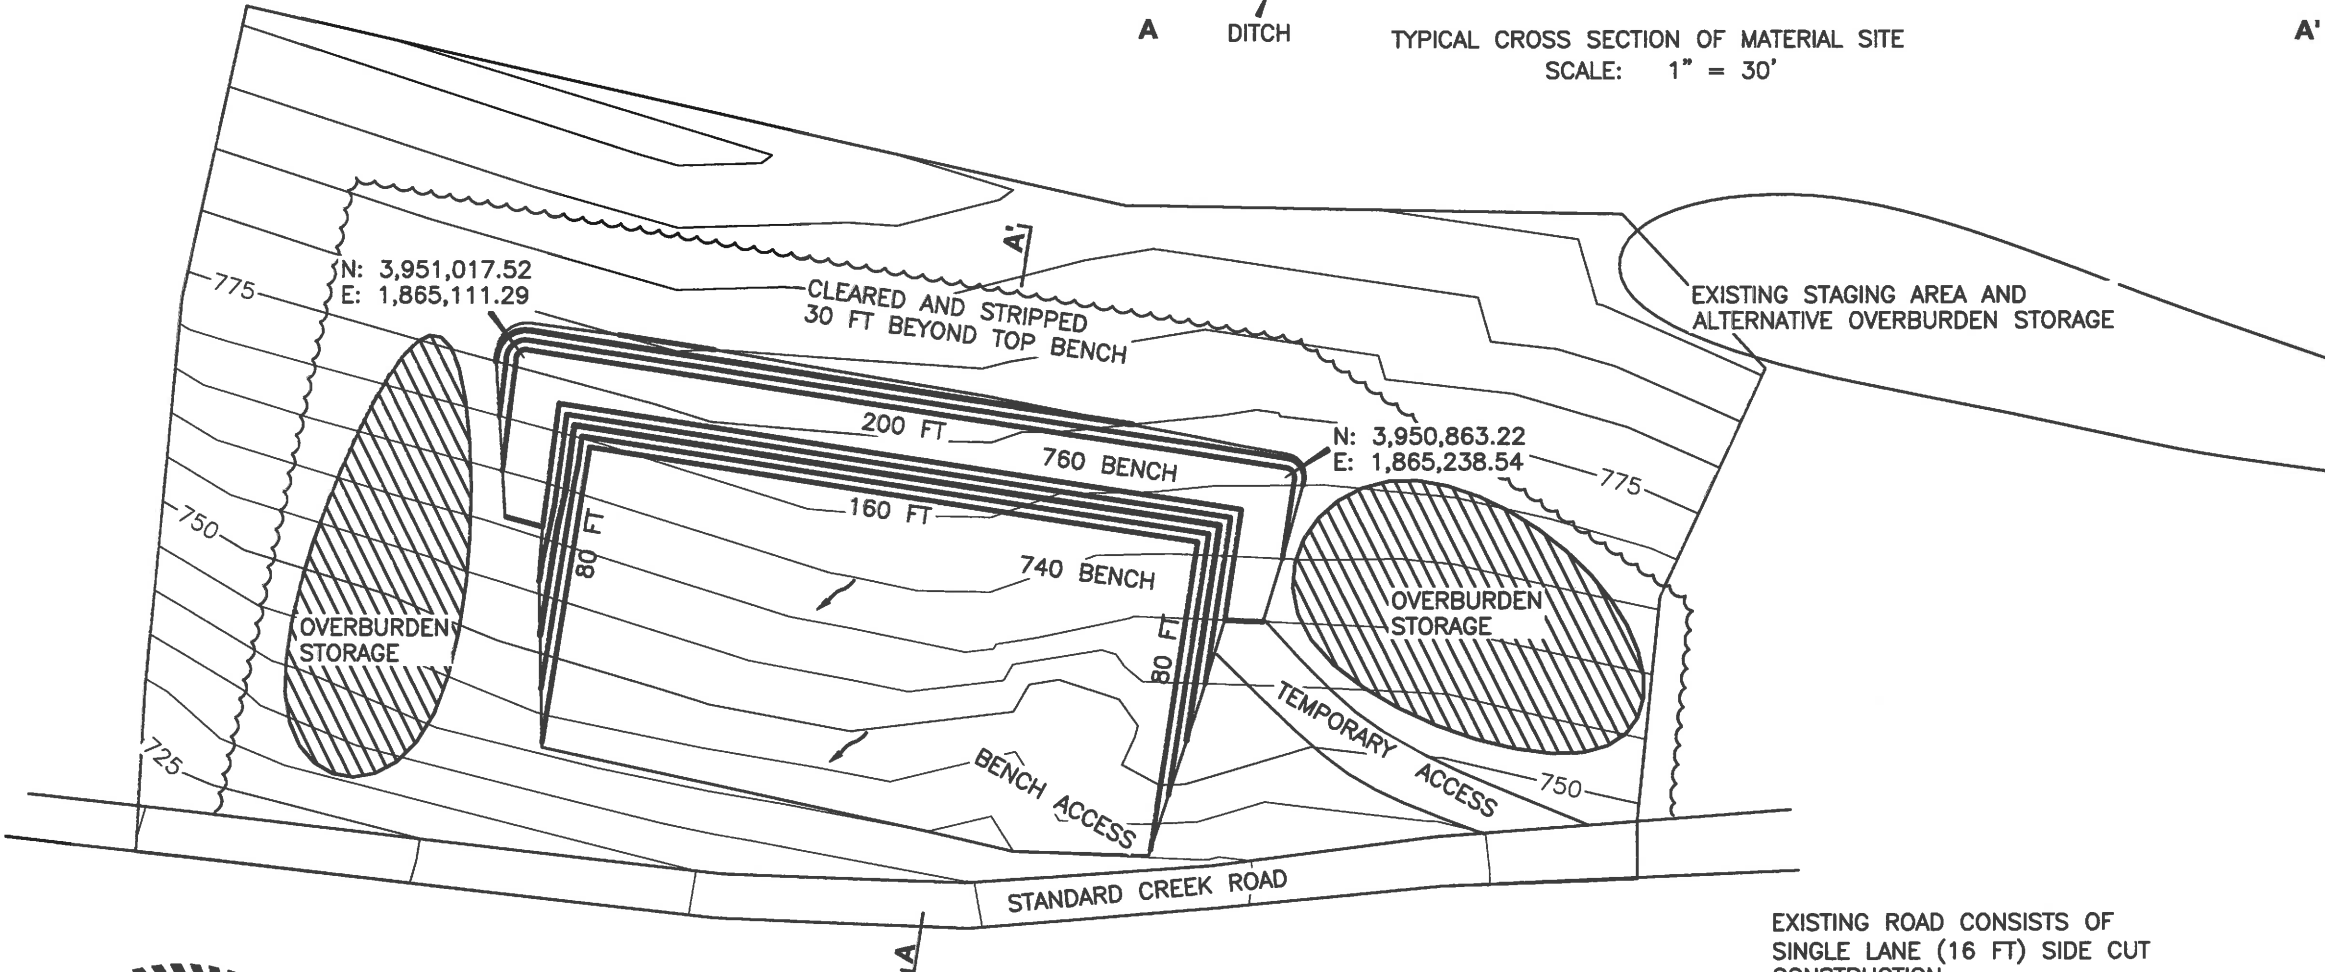 A
DITCH
TYPICAL CROSS SECTION OF MATERIAL SITE
SCALE: 1" = 30'
A'
A'
N: 3,951,017.52
E: 1,865,111.29
775
CLEARED AND STRIPPED
30 FT BEYOND TOP BENCH
EXISTING STAGING AREA AND
ALTERNATIVE OVERBURDEN STORAGE
200 FT
760 BENCH
N: 3,950,863.22
E: 1,865,238.54
775
160 FT
750
80 FT
740 BENCH
OVERBURDEN
STORAGE
OVERBURDEN
STORAGE
80 FT
TEMPORARY ACCESS
725
BENCH ACCESS
750
STANDARD CREEK ROAD
A
EXISTING ROAD CONSISTS OF
SINGLE LANE (16 FT) SIDE CUT
CONSTRUCTION